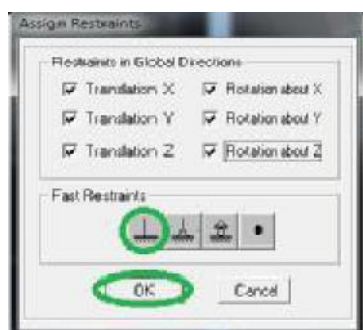 Assign Restraints
Restraints in Global Directions
Translation X Rotation about X
Translation Y Rotation about Y
Translation Z Rotation about Z
Fast Restraints
OK Cancel